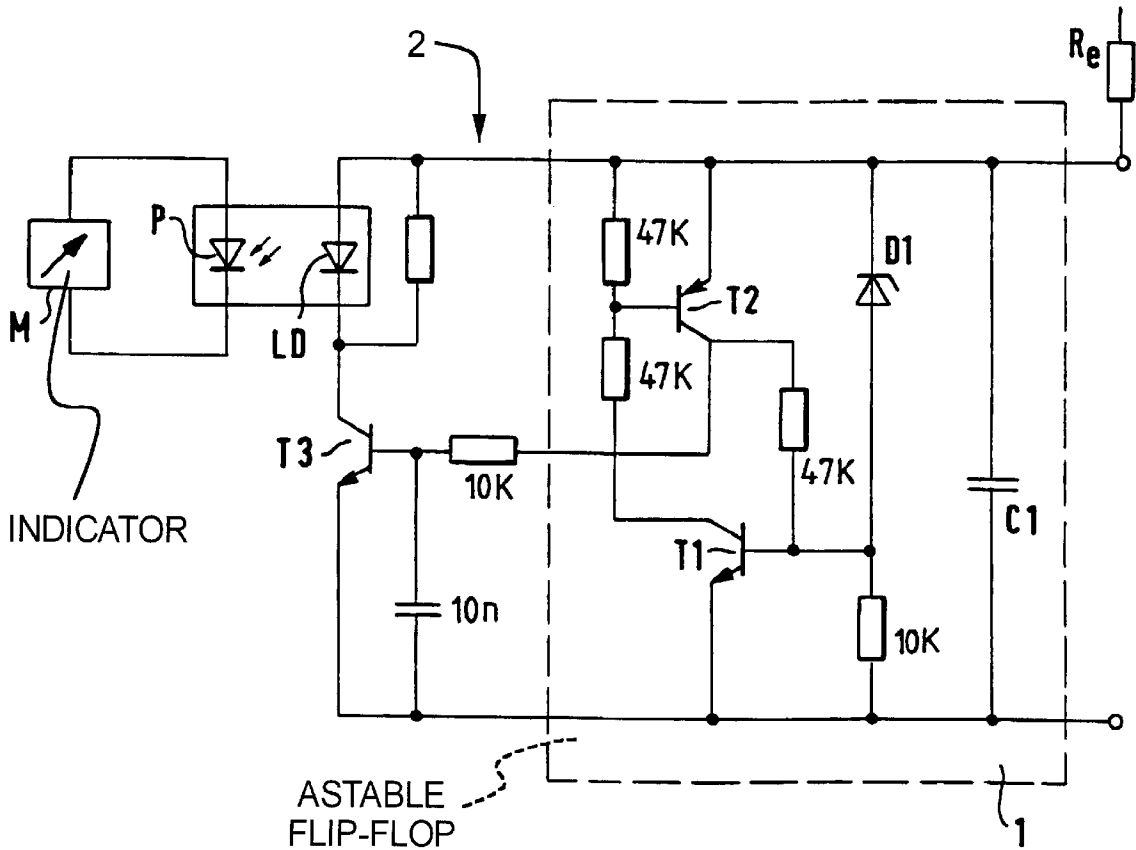 2
Re
P
47K
D1
T2
M
LD
47K
T3
10K
47K
C1
INDICATOR
T1
10n
10K
ASTABLE
FLIP-FLOP
1